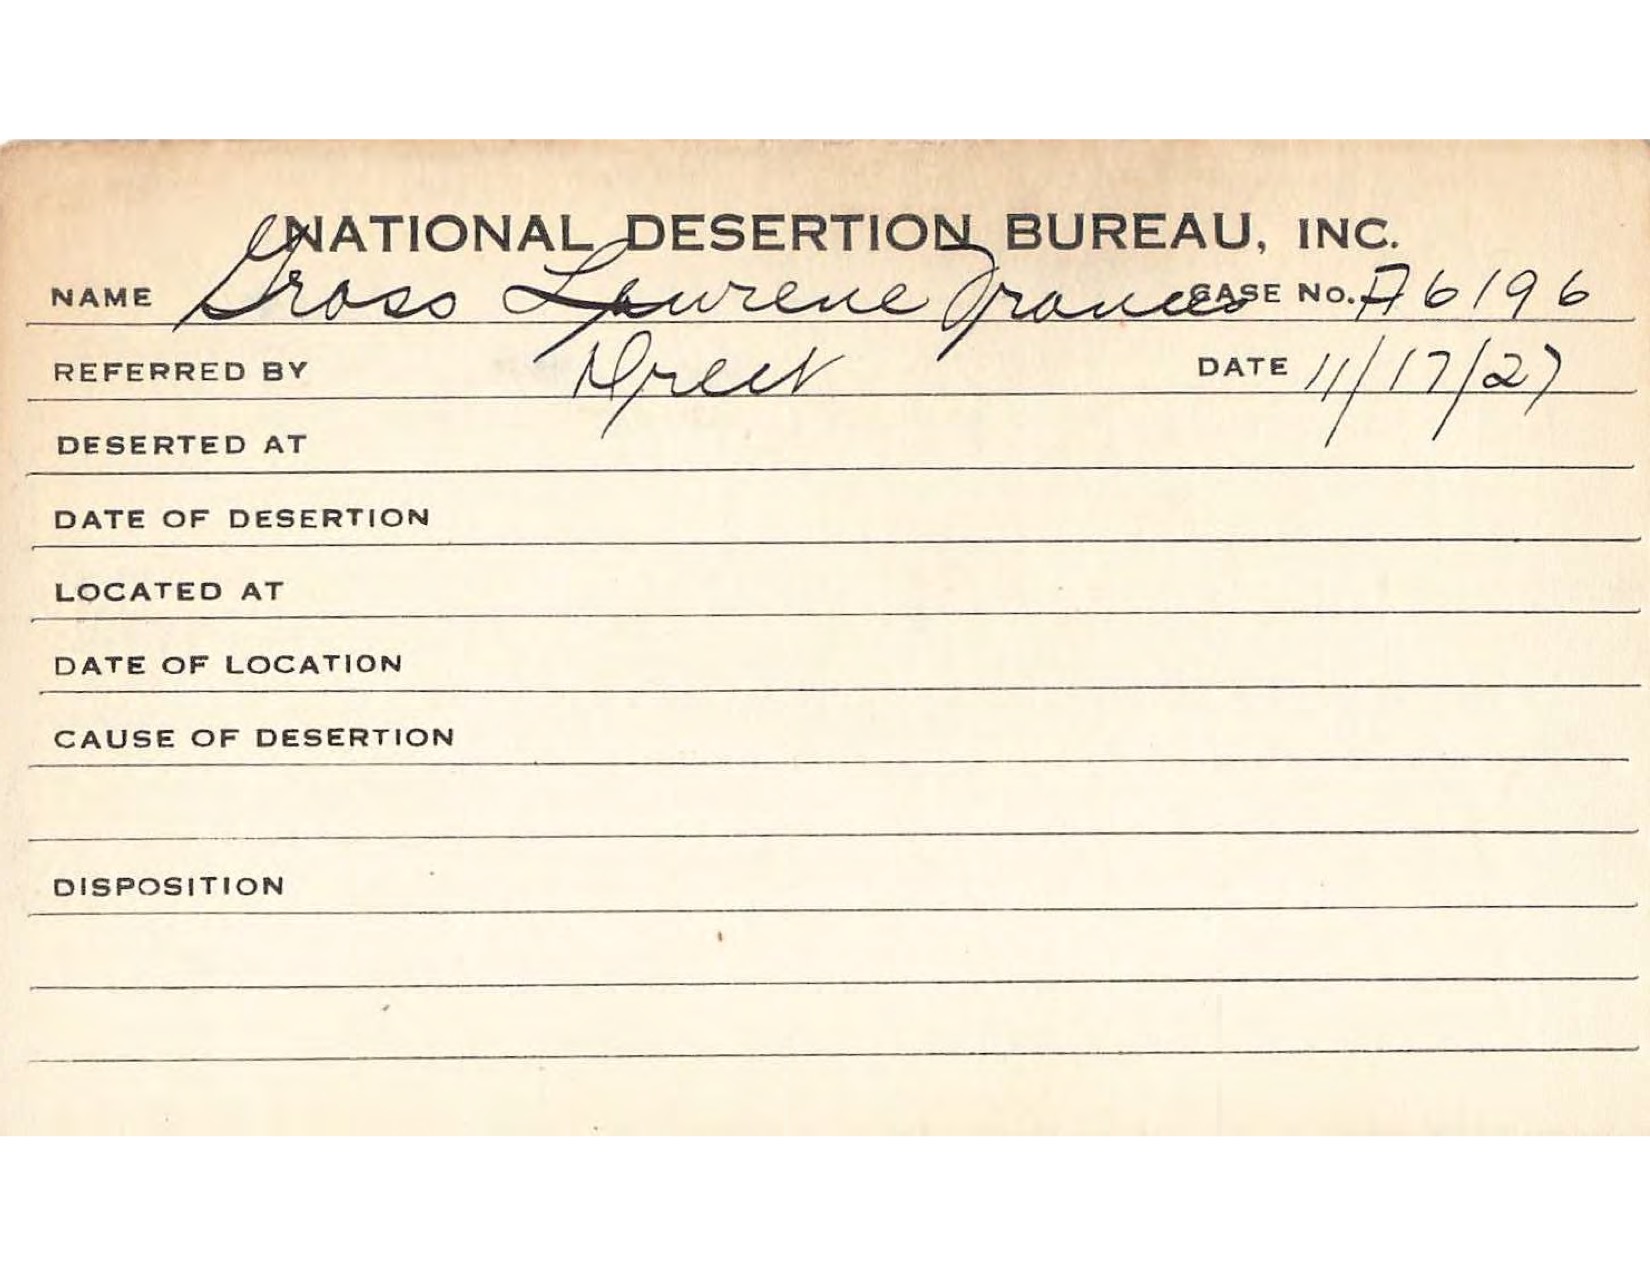 NATIONAL DESERTION BUREAU, INC.
NAME Gross Lawrene Frances CASE No. A6196
REFERRED BY Direct DATE 11/17/27
DESERTED AT
DATE OF DESERTION
LOCATED AT
DATE OF LOCATION
CAUSE OF DESERTION
DISPOSITION